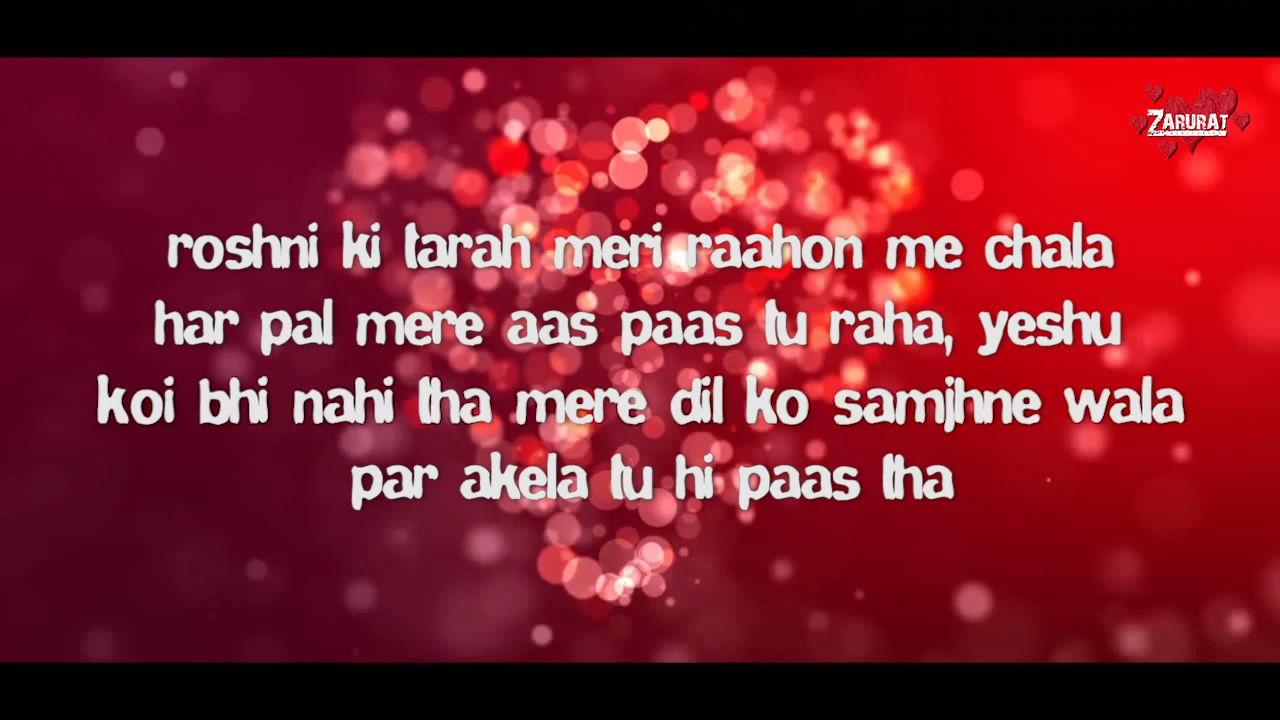 ZARURAT
roshni ki tarah meri raahon me chala
har pal mere aas paas tu raha, yeshu
koi bhi nahi tha mere dil ko samjhne wala
par akela tu hi paas tha